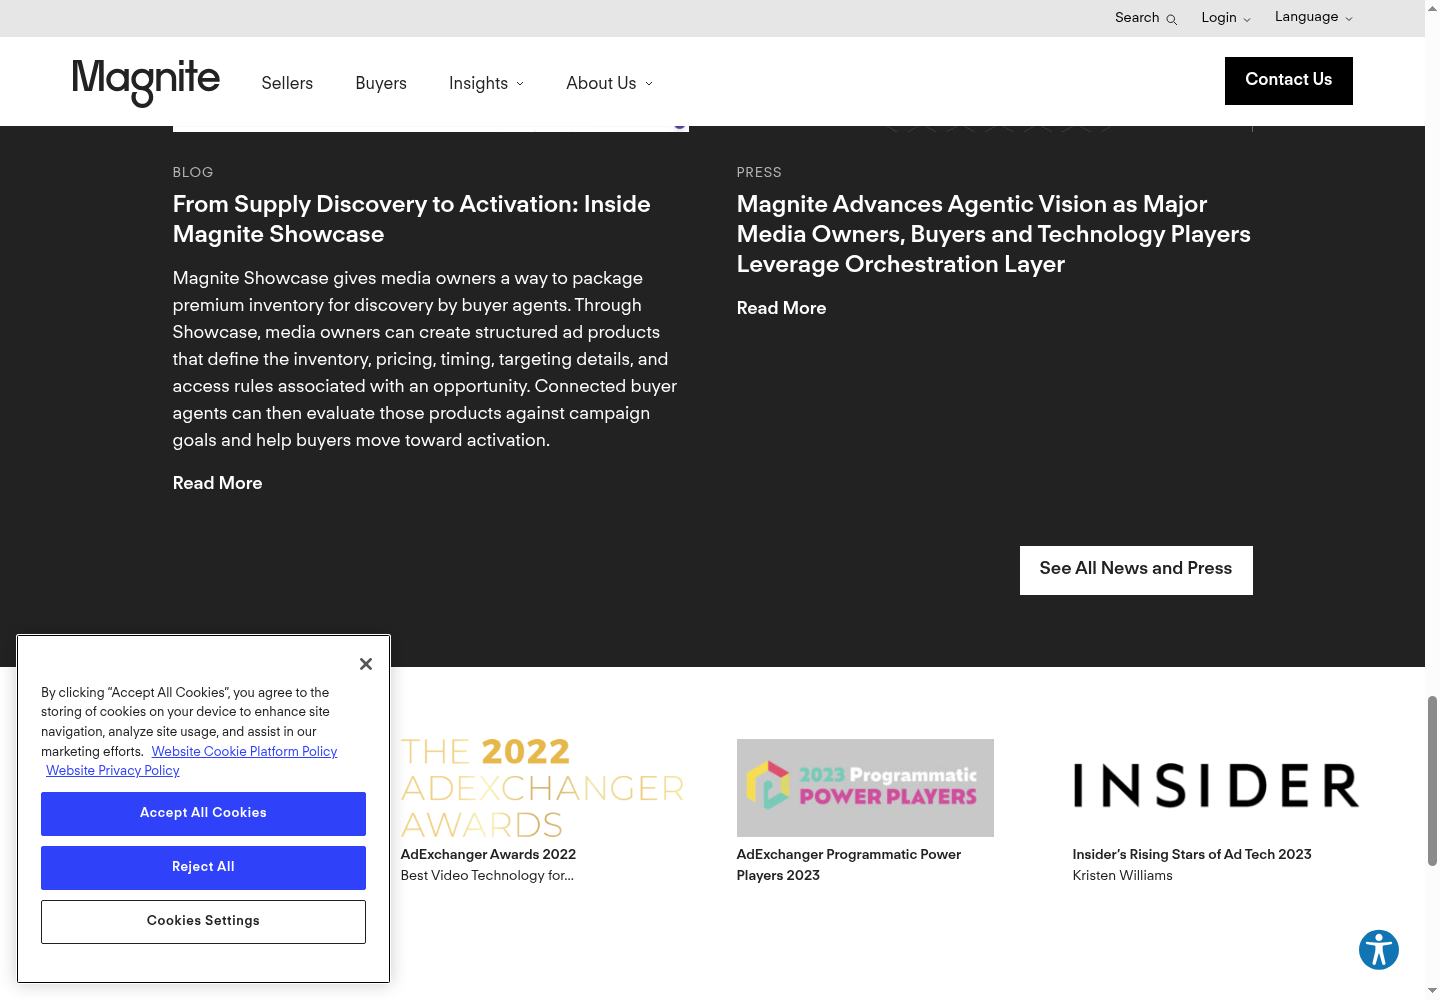 Search
Login
Language
Magnite
Sellers
Buyers
Insights
About Us
Contact Us
BLOG
From Supply Discovery to Activation: Inside
Magnite Showcase
Magnite Showcase gives media owners a way to package
premium inventory for discovery by buyer agents. Through
Showcase, media owners can create structured ad products
that define the inventory, pricing, timing, targeting details, and
access rules associated with an opportunity. Connected buyer
agents can then evaluate those products against campaign
goals and help buyers move toward activation.
Read More
PRESS
Magnite Advances Agentic Vision as Major
Media Owners, Buyers and Technology Players
Leverage Orchestration Layer
Read More
See All News and Press
By clicking “Accept All Cookies”, you agree to the
storing of cookies on your device to enhance site
navigation, analyze site usage, and assist in our
marketing efforts. Website Cookie Platform Policy
Website Privacy Policy
Accept All Cookies
Reject All
Cookies Settings
THE 2022
ADEXCHANGER
AWARDS
AdExchanger Awards 2022
Best Video Technology for...
2023 Programmatic
POWER PLAYERS
AdExchanger Programmatic Power
Players 2023
INSIDER
Insider’s Rising Stars of Ad Tech 2023
Kristen Williams